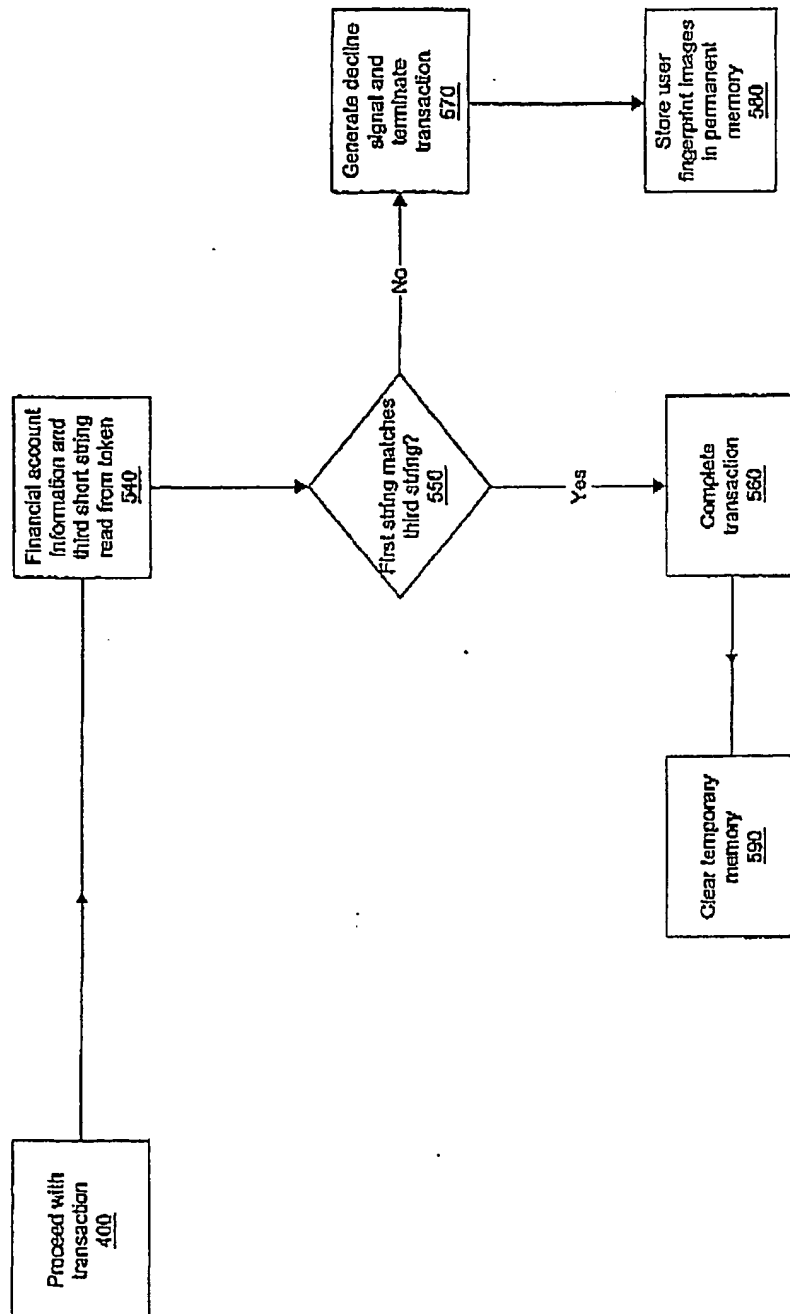 Proceed with
transaction
400
Financial account
information and
third short string
read from token
540
First string matches
third string?
550
No
Generate decline
signal and
terminate
transaction
570
Store user
fingerprint images
in permanent
memory
580
Yes
Complete
transaction
560
Clear temporary
memory
590